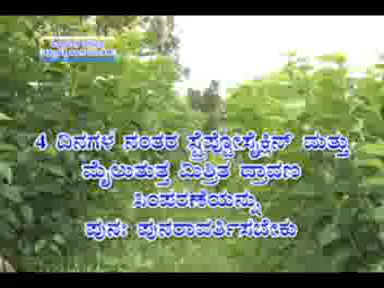 4 ದಿನಗಳ ನಂತರ ಸ್ಟ್ರೆಪ್ಟೋಸೈಕ್ಲಿನ್ ಮತ್ತು
ಮೈಲುತುತ್ತ ಮಿಶ್ರಿತ ದ್ರಾವಣ
ಸಿಂಪರಣೆಯನ್ನು
ಪುನಃ ಪುನರಾವರ್ತಿಸಬೇಕು